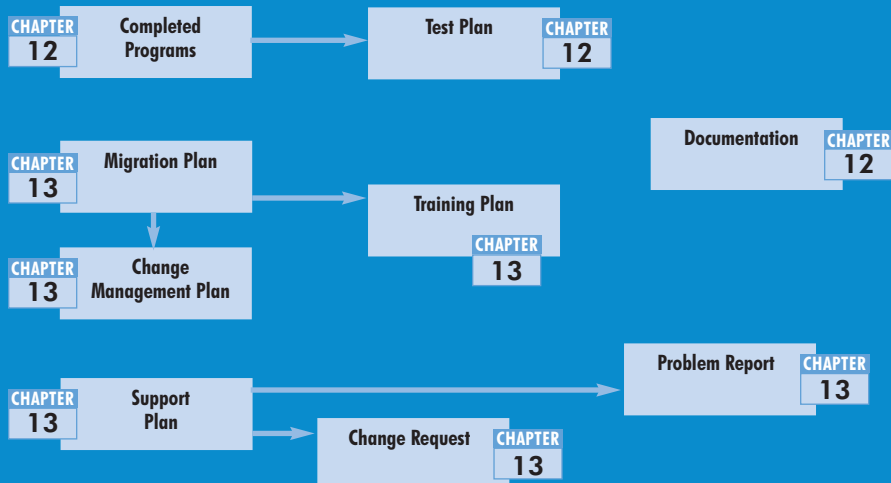 CHAPTER
12
Completed
Programs
Test Plan
CHAPTER
12
Documentation
CHAPTER
12
CHAPTER
13
Migration Plan
Training Plan
CHAPTER
13
CHAPTER
13
Change
Management Plan
Problem Report
CHAPTER
13
CHAPTER
13
Support
Plan
Change Request
CHAPTER
13